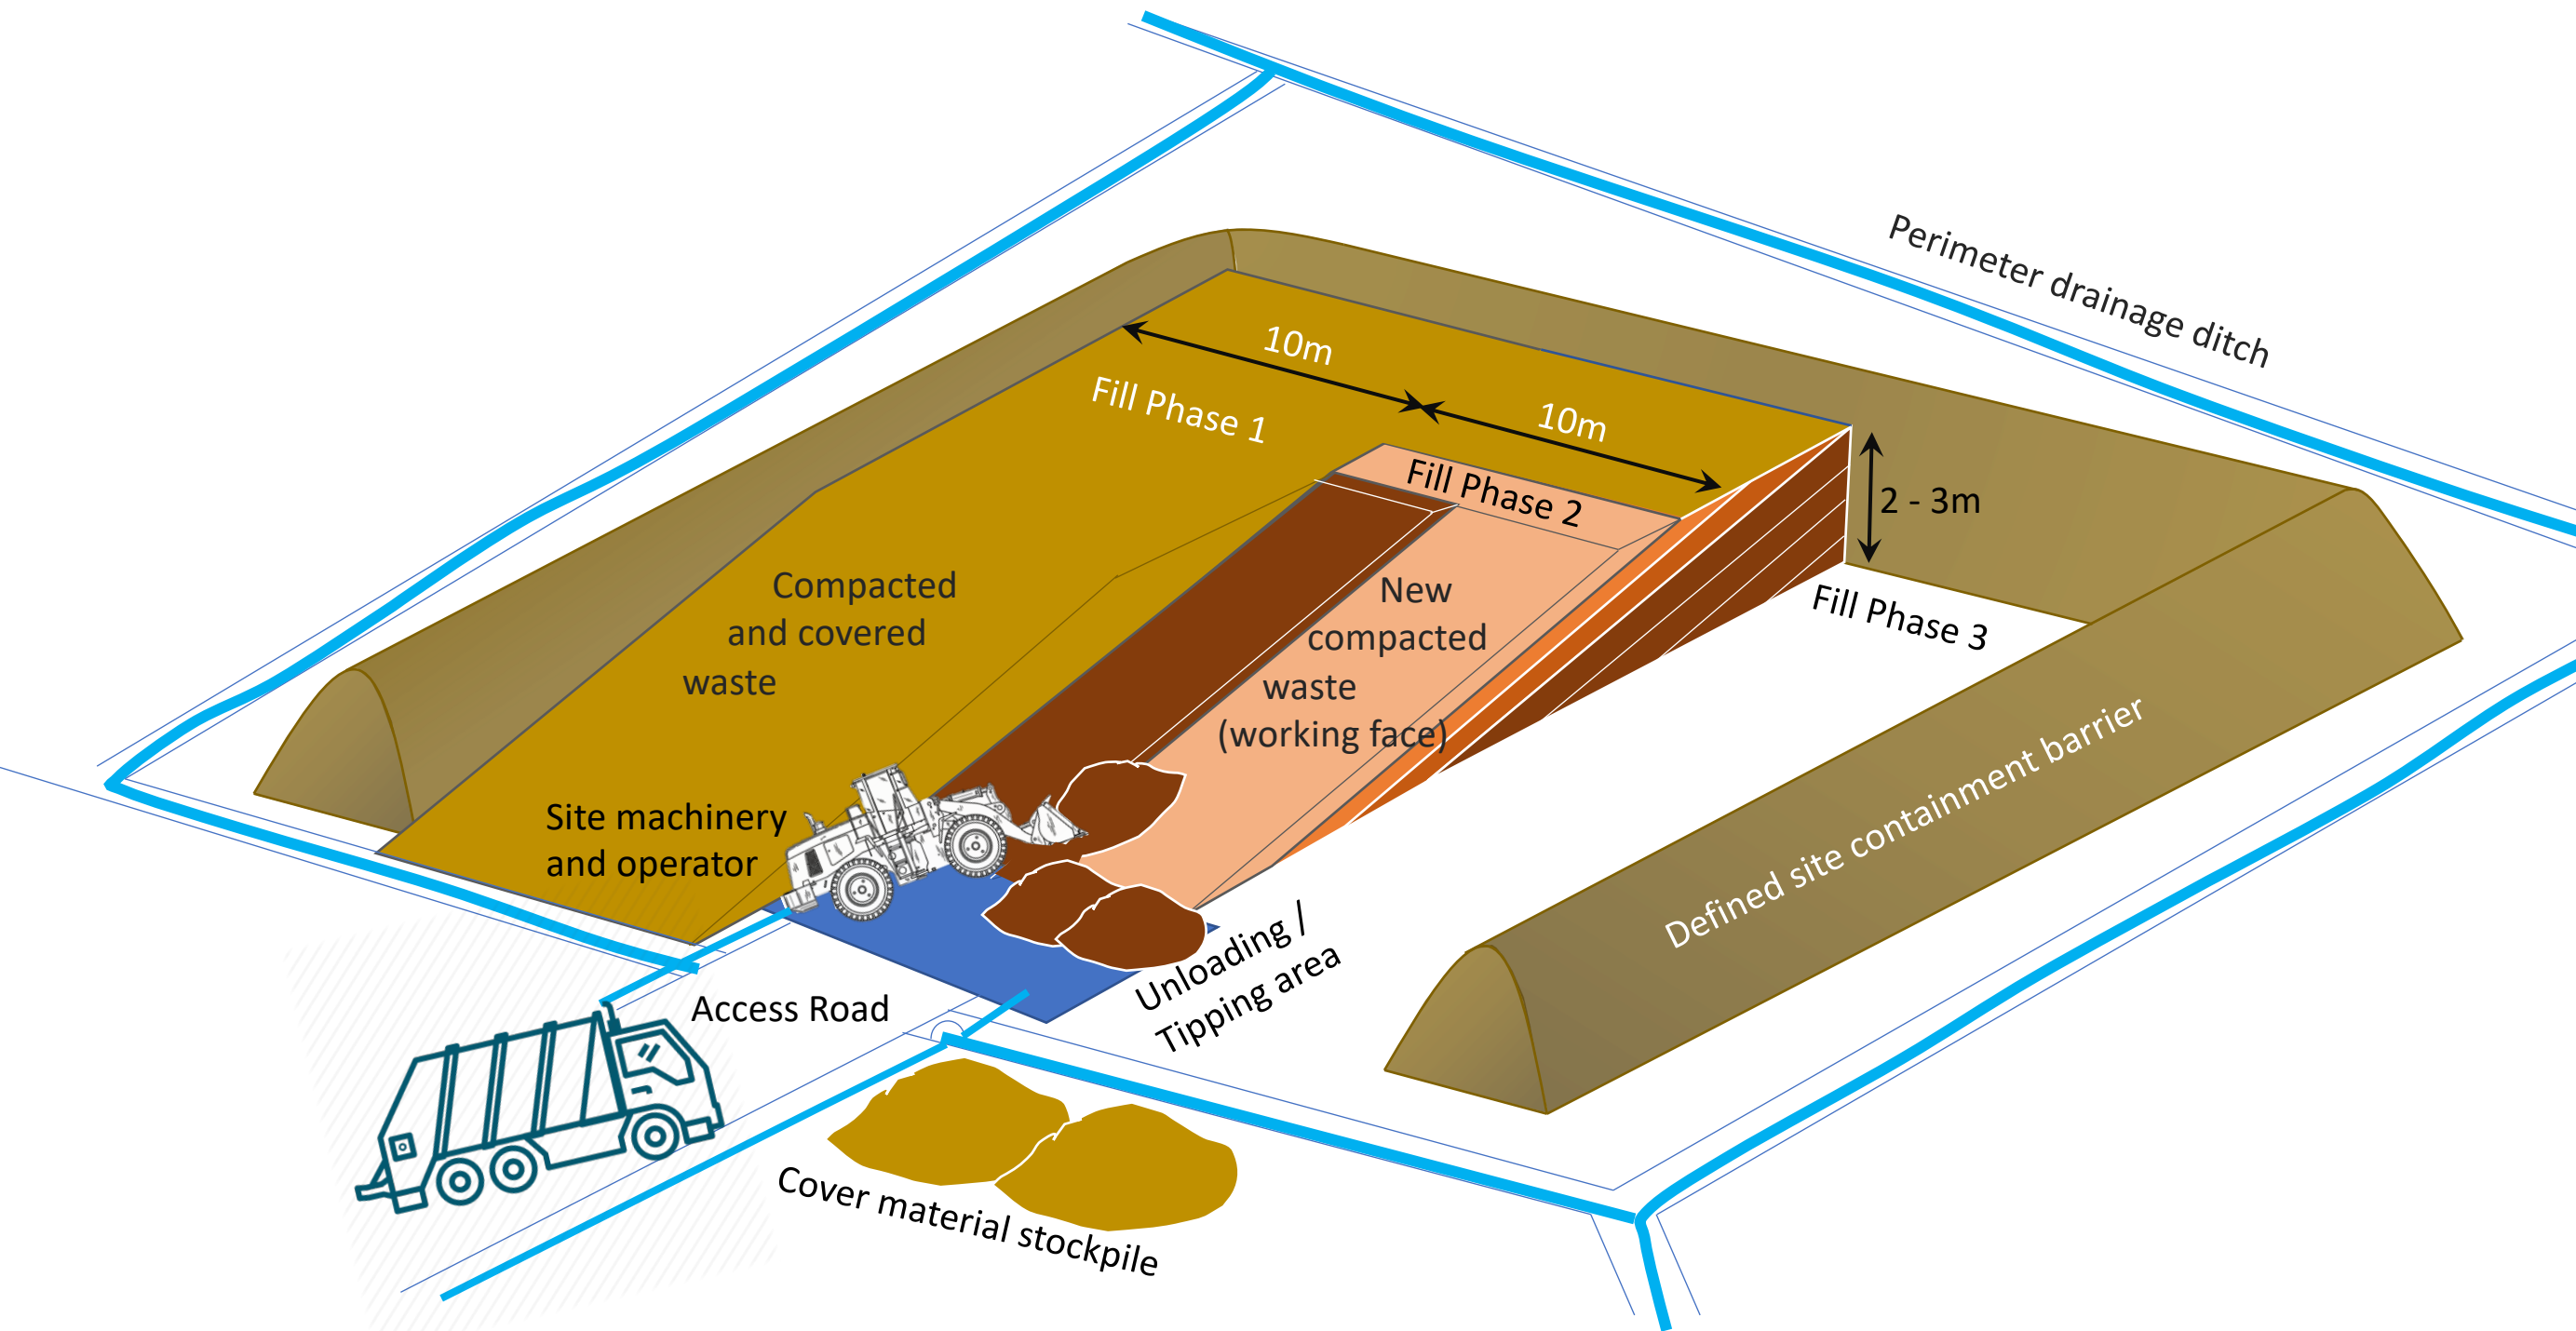 Perimeter drainage ditch
10m
Fill Phase 1
10m
Fill Phase 2
2 - 3m
Fill Phase 3
Compacted
and covered
waste
New
compacted
waste
(working face)
Site machinery
and operator
Defined site containment barrier
Unloading /
Tipping area
Access Road
Cover material stockpile